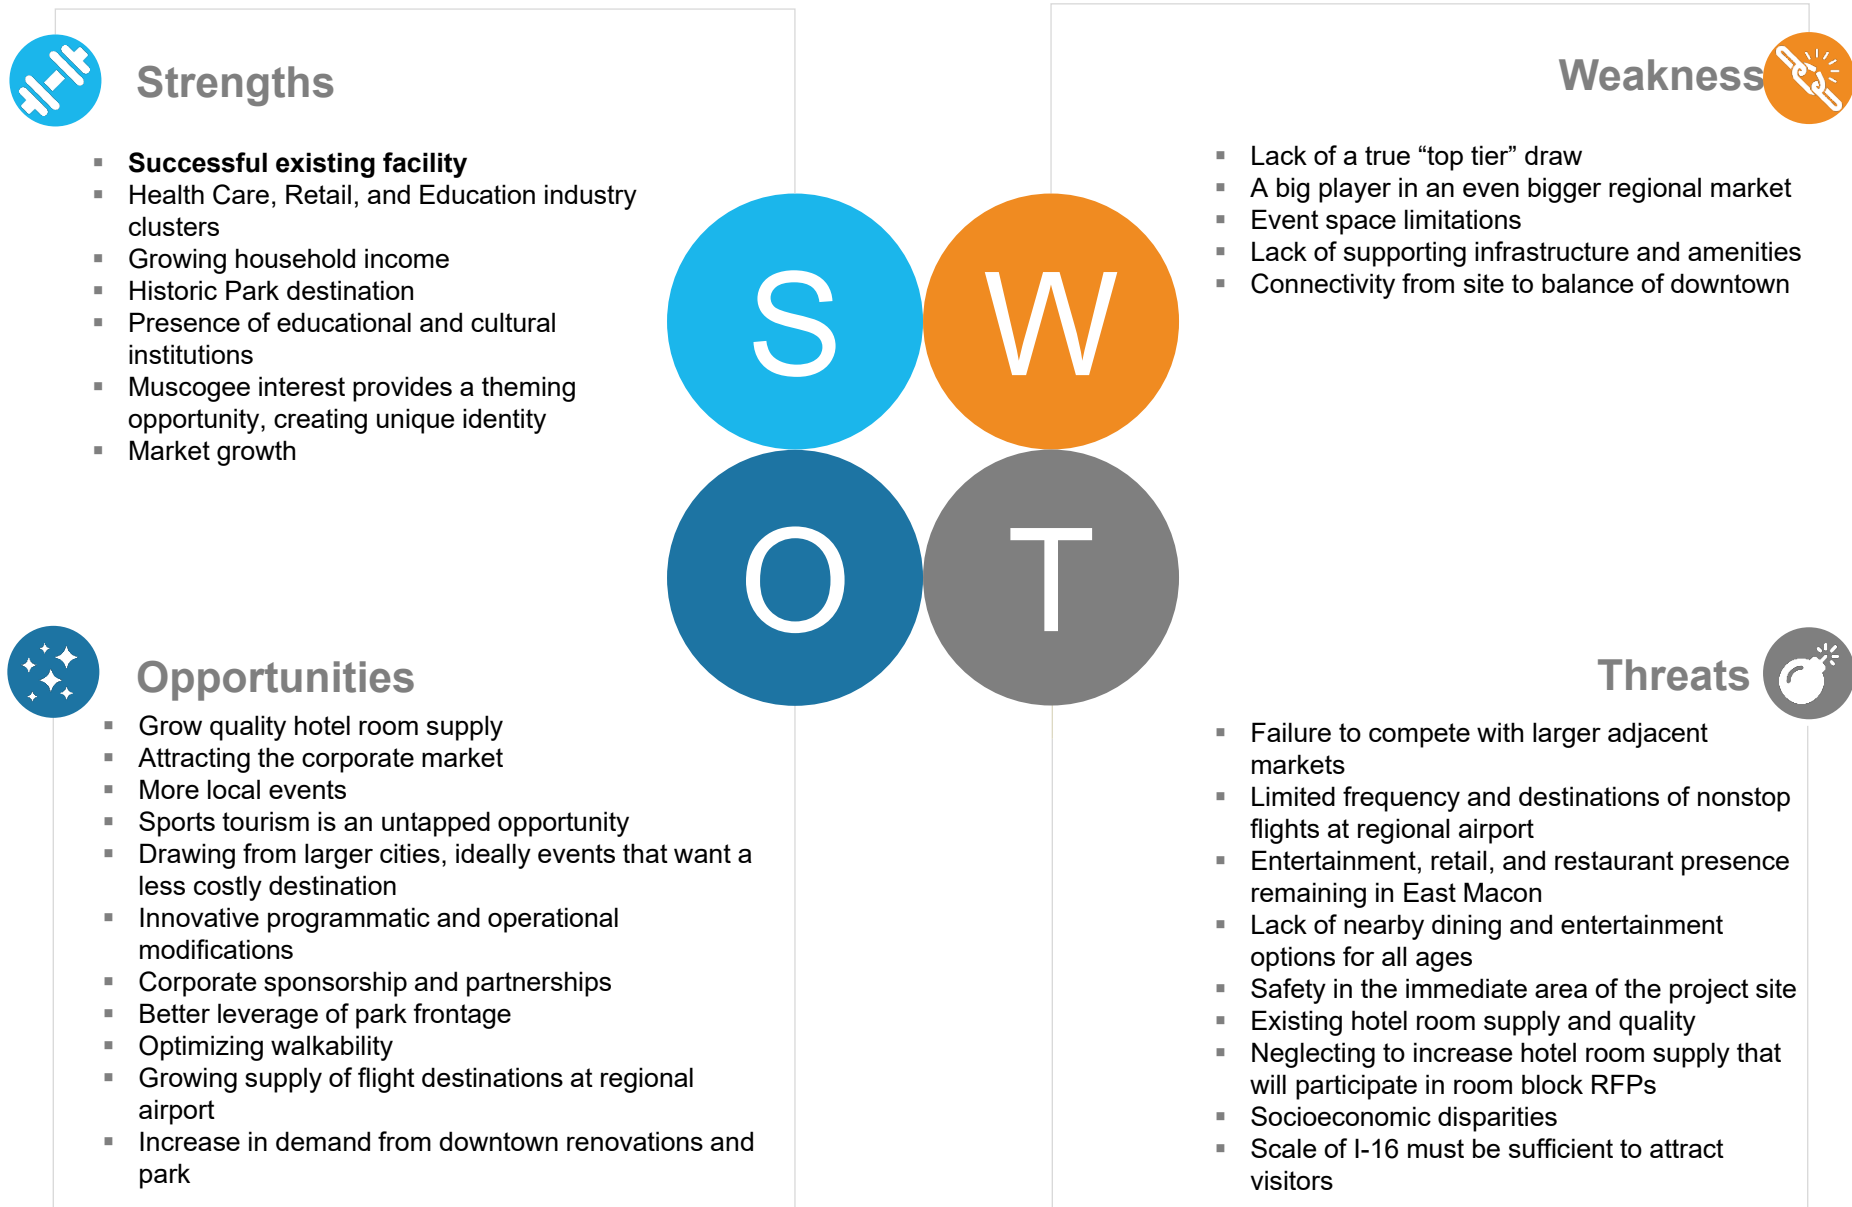 Strengths
▪ Successful existing facility
▪ Health Care, Retail, and Education industry
clusters
▪ Growing household income
▪ Historic Park destination
▪ Presence of educational and cultural
institutions
▪ Muscogee interest provides a theming
opportunity, creating unique identity
▪ Market growth
Weakness
▪ Lack of a true “top tier” draw
▪ A big player in an even bigger regional market
▪ Event space limitations
▪ Lack of supporting infrastructure and amenities
▪ Connectivity from site to balance of downtown
S
W
O
T
Opportunities
▪ Grow quality hotel room supply
▪ Attracting the corporate market
▪ More local events
▪ Sports tourism is an untapped opportunity
▪ Drawing from larger cities, ideally events that want a
less costly destination
▪ Innovative programmatic and operational
modifications
▪ Corporate sponsorship and partnerships
▪ Better leverage of park frontage
▪ Optimizing walkability
▪ Growing supply of flight destinations at regional
airport
▪ Increase in demand from downtown renovations and
park
Threats
▪ Failure to compete with larger adjacent
markets
▪ Limited frequency and destinations of nonstop
flights at regional airport
▪ Entertainment, retail, and restaurant presence
remaining in East Macon
▪ Lack of nearby dining and entertainment
options for all ages
▪ Safety in the immediate area of the project site
▪ Existing hotel room supply and quality
▪ Neglecting to increase hotel room supply that
will participate in room block RFPs
▪ Socioeconomic disparities
▪ Scale of I-16 must be sufficient to attract
visitors